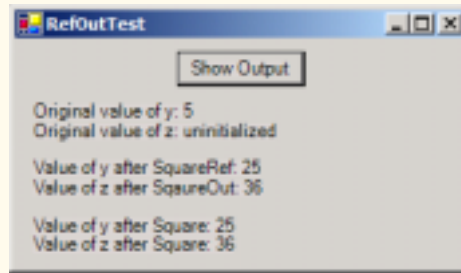 RefOutTest
Show Output
Original value of y: 5
Original value of z: uninitialized
Value of y after SquareRef: 25
Value of z after SqaureOut: 36
Value of y after Square: 25
Value of z after Square: 36